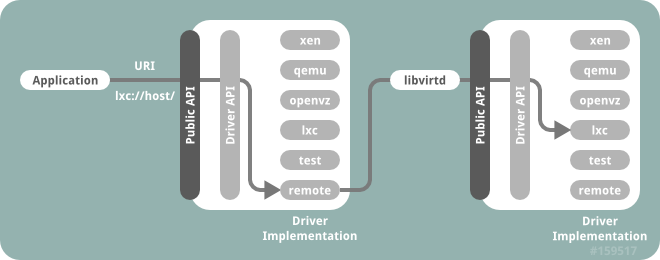 Application
URI
lxc://host/
Public API
Driver API
xen
qemu
openvz
lxc
test
remote
Driver
Implementation
libvirtd
Public API
Driver API
xen
qemu
openvz
lxc
test
remote
Driver
Implementation
#159517